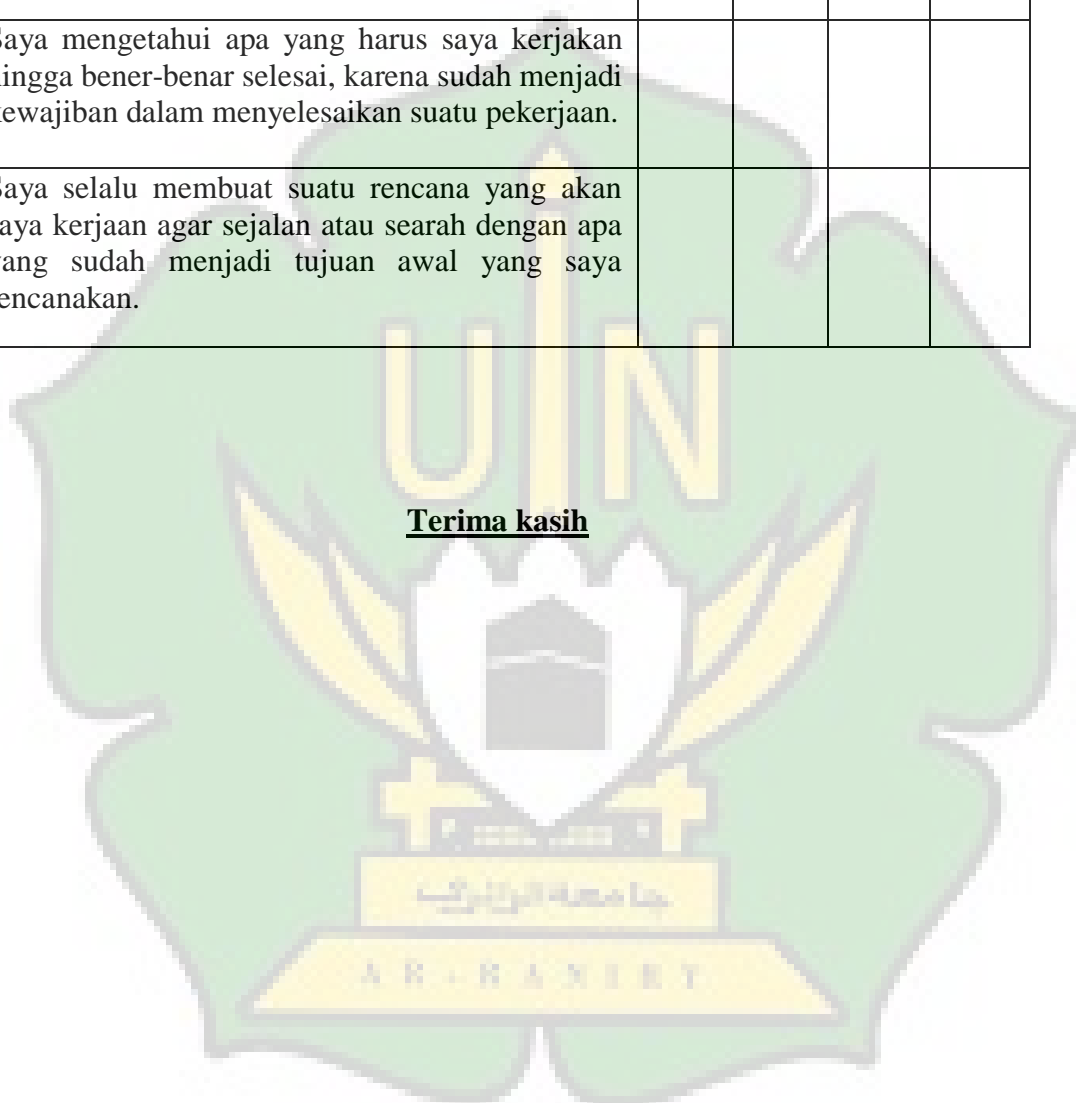 Saya mengetahui apa yang harus saya kerjakan
hingga bener-benar selesai, karena sudah menjadi
kewajiban dalam menyelesaikan suatu pekerjaan.
Saya selalu membuat suatu rencana yang akan
saya kerjaan agar sejalan atau searah dengan apa
yang sudah menjadi tujuan awal yang saya
rencanakan.
UIN
Terima kasih
جامعة الرانيري
AR-RANIRY